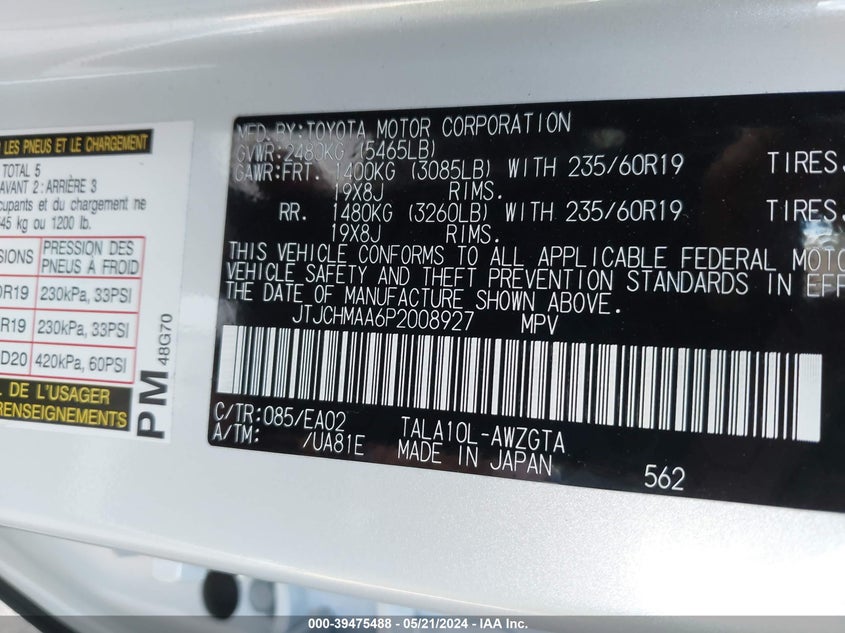 LES PNEUS ET LE CHARGEMENT
TOTAL 5
AVANT 2 : ARRIÈRE 3
cupants et du chargement ne
545 kg ou 1200 lb.
PRESSION DES
PNEUS À FROID
R19 230kPa, 33PSI
R19 230kPa, 33PSI
D20 420kPa, 60PSI
DE L'USAGER
RENSEIGNEMENTS
PM 48G70
MFD.BY:TOYOTA MOTOR CORPORATION
GVWR:2480KG (5465LB)
GAWR:FRT. 1400KG (3085LB) WITH 235/60R19 TIRES,
19X8J RIMS.
RR. 1480KG (3260LB) WITH 235/60R19 TIRES,
19X8J RIMS.
THIS VEHICLE CONFORMS TO ALL APPLICABLE FEDERAL MOTO
VEHICLE SAFETY AND THEFT PREVENTION STANDARDS IN EFF
THE DATE OF MANUFACTURE SHOWN ABOVE.
JTJCHMAA6P2008927 MPV
C/TR:085/EA02 TALA10L-AWZGTA
A/TM: /UA81E MADE IN JAPAN
562
000-39475488 - 05/21/2024 - IAA Inc.